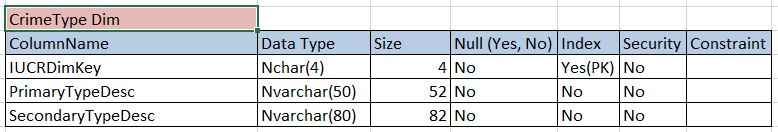 CrimeType Dim
ColumnName Data Type Size Null (Yes, No) Index Security Constraint
IUCRDimKey Nchar(4) 4 No Yes(PK) No
PrimaryTypeDesc Nvarchar(50) 52 No No No
SecondaryTypeDesc Nvarchar(80) 82 No No No